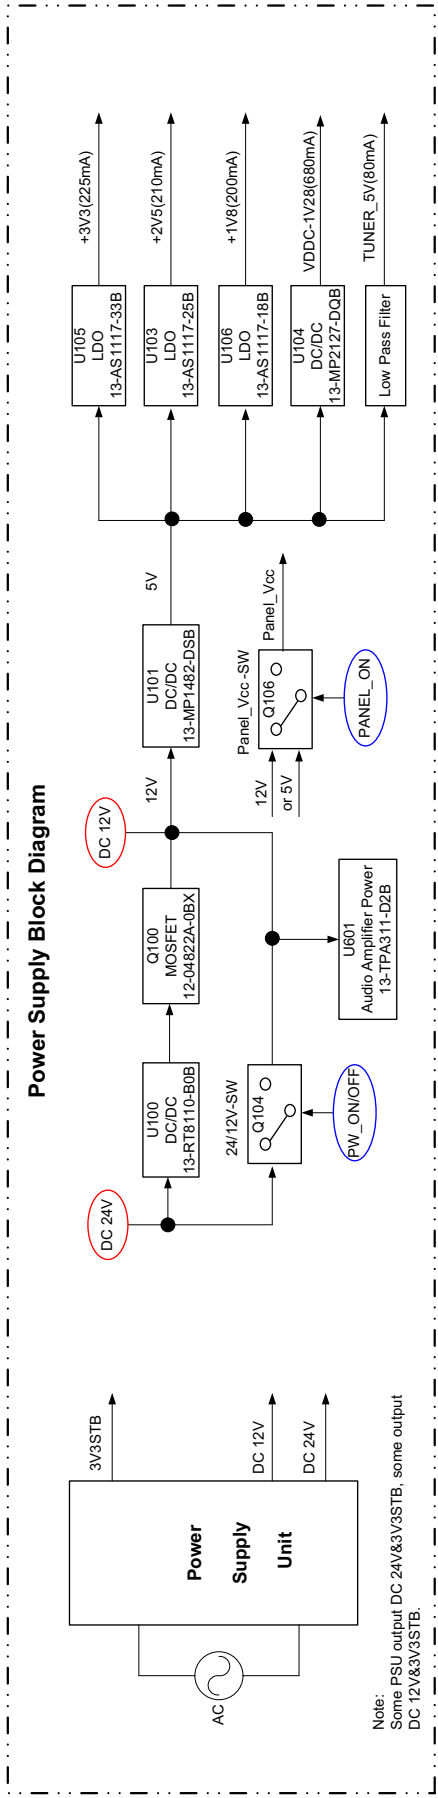 Power Supply Block Diagram
AC
Power
Supply
Unit
3V3STB
DC 12V
DC 24V
Note:
Some PSU output DC 24V&3V3STB, some output
DC 12V&3V3STB.
DC 24V
U100
DC/DC
13-RT8110-B0B
Q100
MOSFET
12-04822A-0BX
DC 12V
24/12V-SW
Q104
PW_ON/OFF
U601
Audio Amplifier Power
13-TPA311-D2B
12V
U101
DC/DC
13-MP1482-DSB
5V
12V
or 5V
Panel_Vcc -SW
Q106
Panel_Vcc
PANEL_ON
U105
LDO
13-AS1117-33B
+3V3(225mA)
U103
LDO
13-AS1117-25B
+2V5(210mA)
U106
LDO
13-AS1117-18B
+1V8(200mA)
U104
DC/DC
13-MP2127-DQB
VDDC-1V28(680mA)
Low Pass Filter
TUNER_5V(80mA)